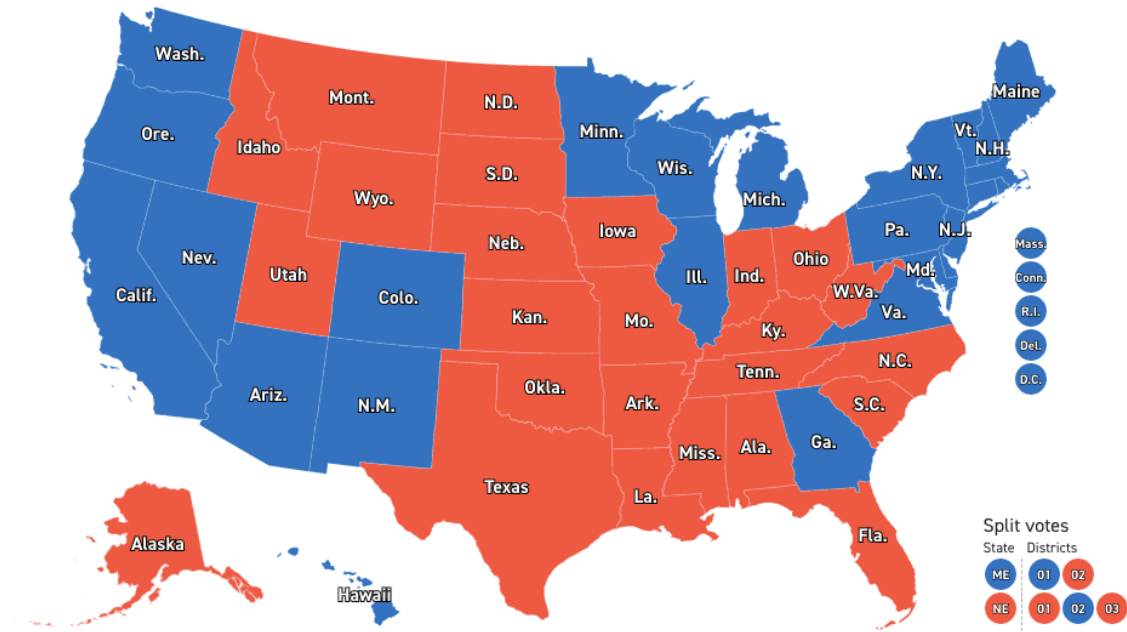 Wash.
Maine
Mont.
N.D.
Minn.
Vt.
Ore.
Idaho
N.H.
Wis.
S.D.
N.Y.
Wyo.
Mich.
Iowa
Pa.
N.J.
Neb.
Mass.
Nev.
Ohio
Utah
Ill.
Ind.
Md.
Conn.
Calif.
Colo.
W.Va.
Va.
R.I.
Kan.
Mo.
Ky.
Del.
N.C.
Tenn.
D.C.
Okla.
Ariz.
N.M.
Ark.
S.C.
Ga.
Miss.
Ala.
Texas
La.
Fla.
Alaska
Hawaii
Split votes
State Districts
ME 01 02
NE 01 02 03